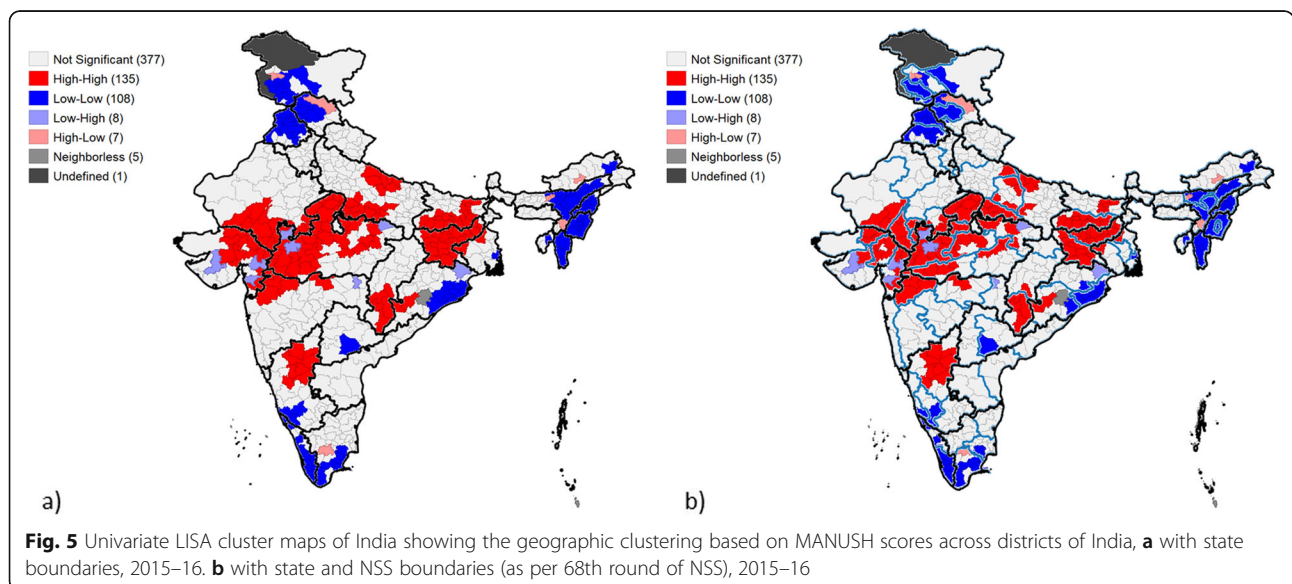 Not Significant (377)
High-High (135)
Low-Low (108)
Low-High (8)
High-Low (7)
Neighborless (5)
Undefined (1)
a)
Not Significant (377)
High-High (135)
Low-Low (108)
Low-High (8)
High-Low (7)
Neighborless (5)
Undefined (1)
b)
Fig. 5 Univariate LISA cluster maps of India showing the geographic clustering based on MANUSH scores across districts of India, a with state
boundaries, 2015–16. b with state and NSS boundaries (as per 68th round of NSS), 2015–16